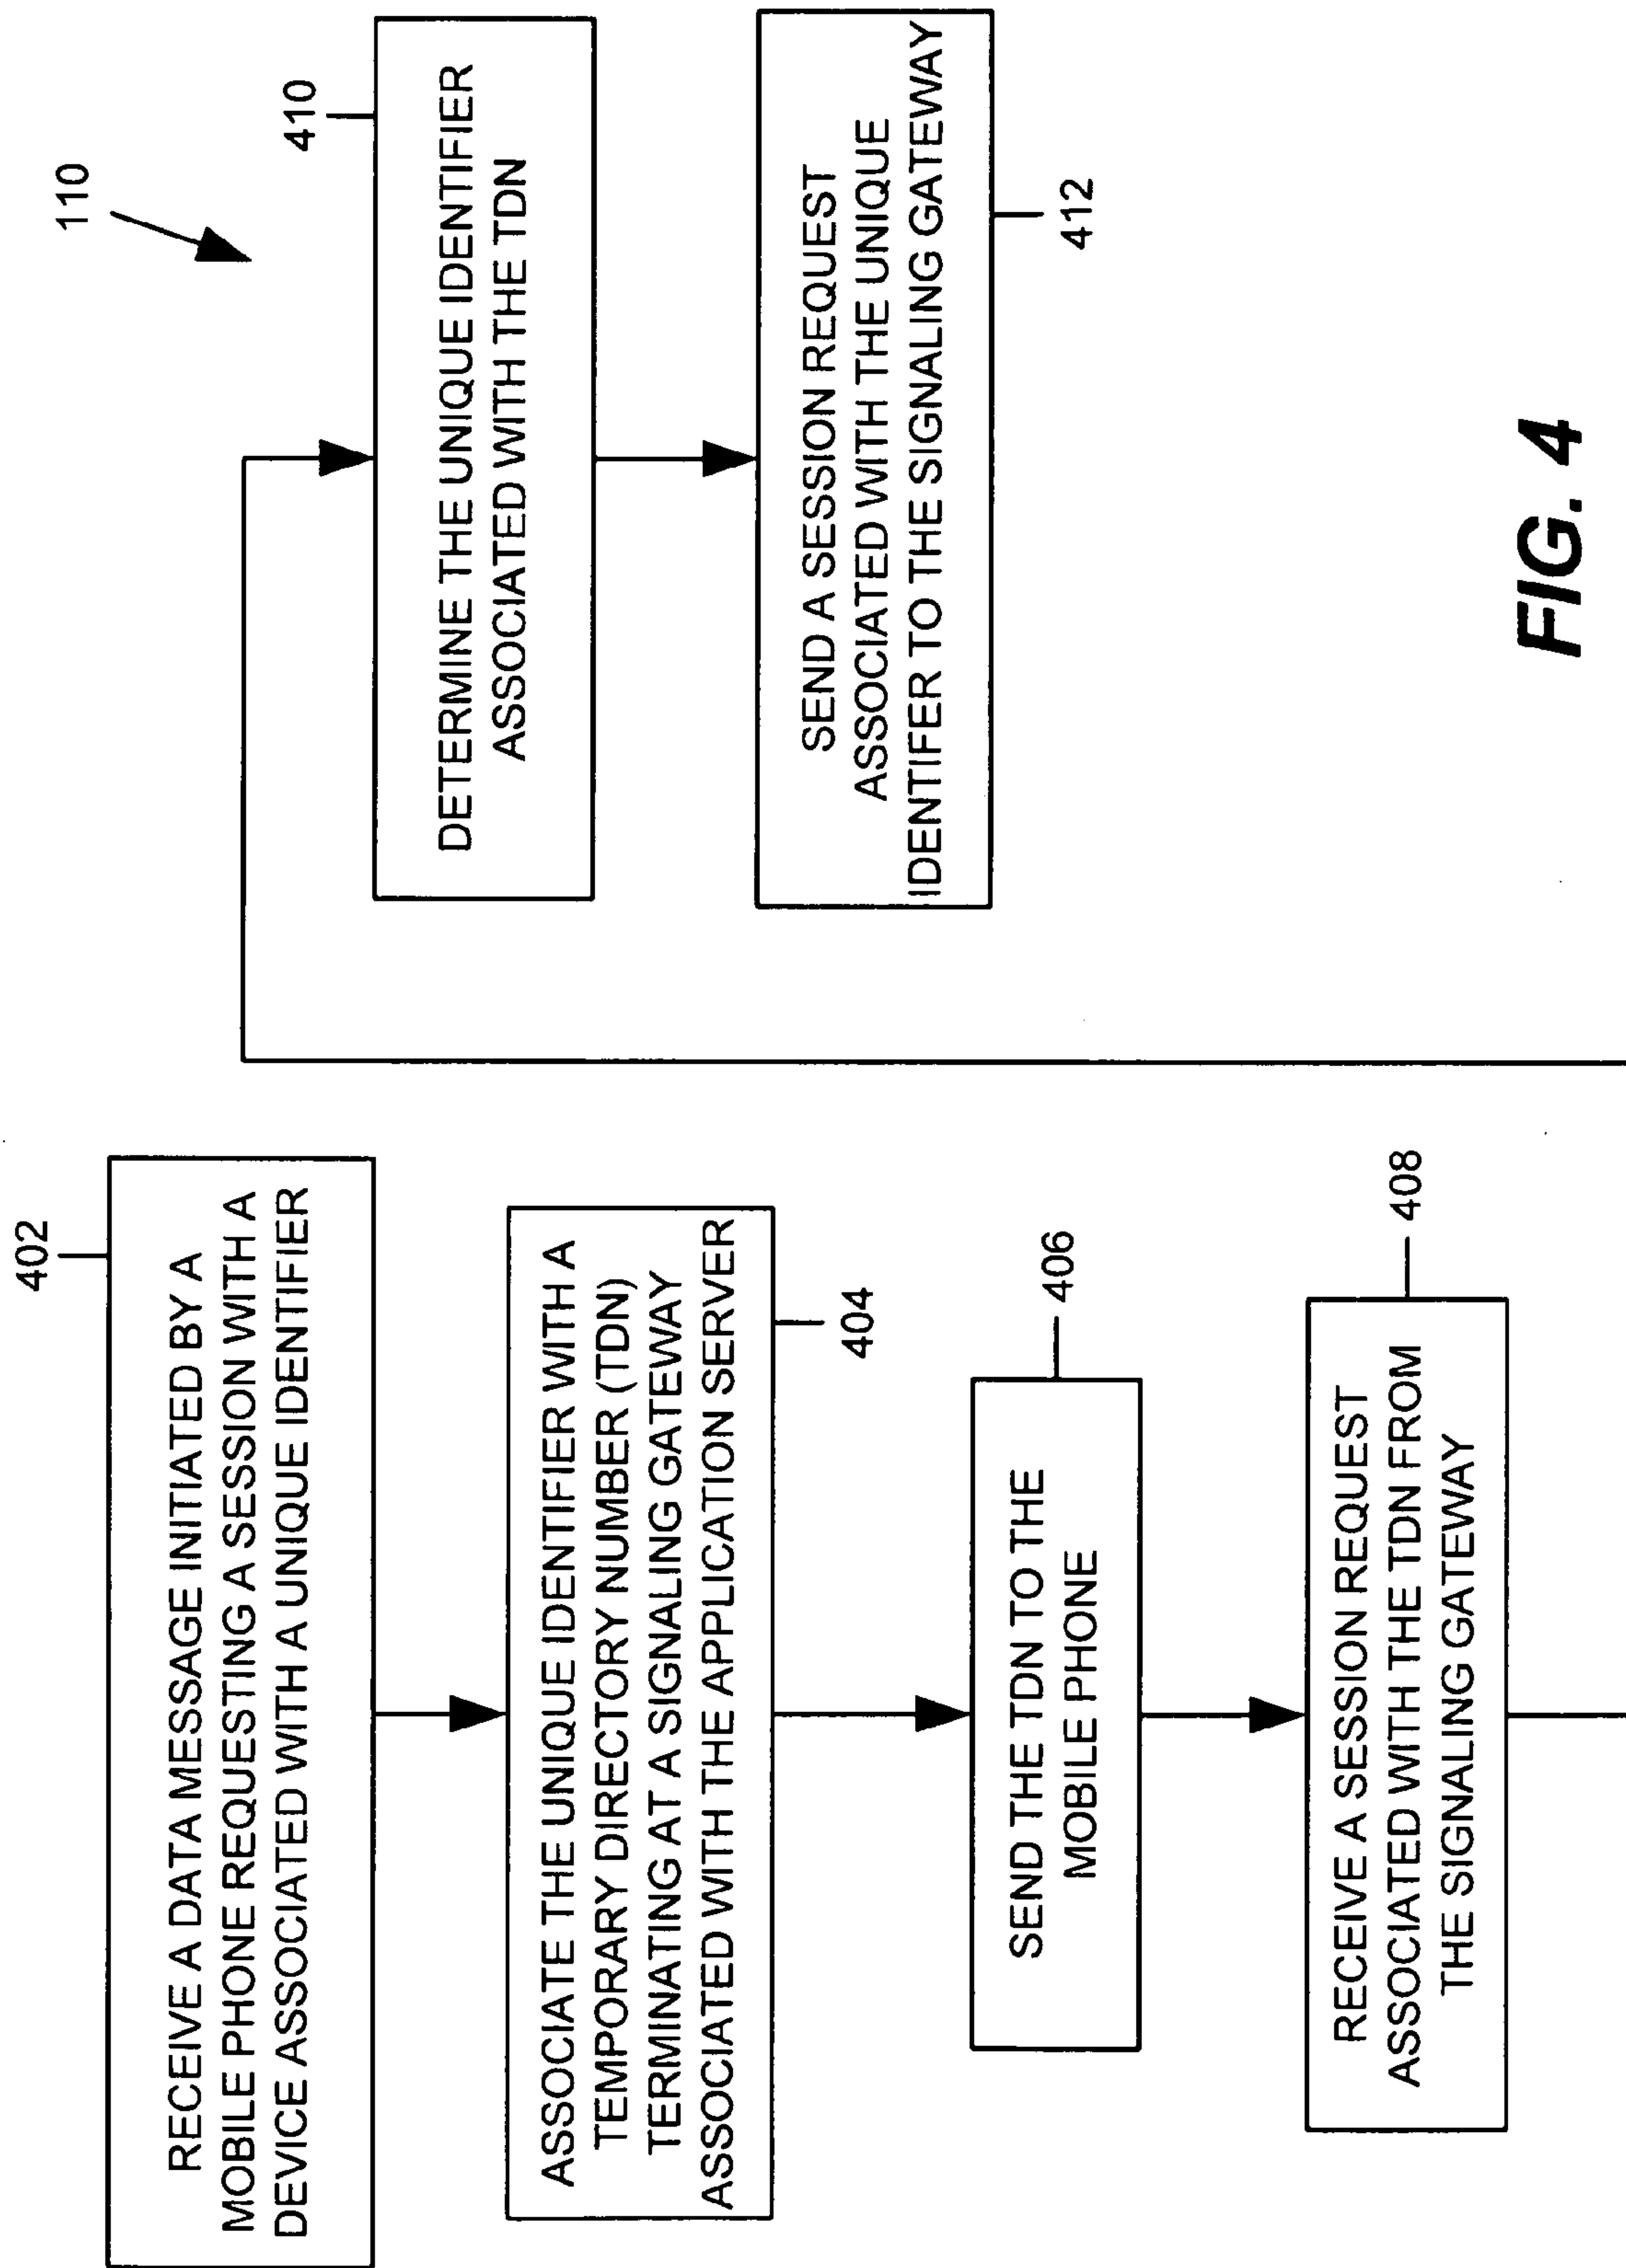 402
RECEIVE A DATA MESSAGE INITIATED BY A
MOBILE PHONE REQUESTING A SESSION WITH A
DEVICE ASSOCIATED WITH A UNIQUE IDENTIFIER
ASSOCIATE THE UNIQUE IDENTIFIER WITH A
TEMPORARY DIRECTORY NUMBER (TDN)
TERMINATING AT A SIGNALING GATEWAY
ASSOCIATED WITH THE APPLICATION SERVER
404
SEND THE TDN TO THE
MOBILE PHONE
406
RECEIVE A SESSION REQUEST
ASSOCIATED WITH THE TDN FROM
THE SIGNALING GATEWAY
408
110
410
DETERMINE THE UNIQUE IDENTIFIER
ASSOCIATED WITH THE TDN
SEND A SESSION REQUEST
ASSOCIATED WITH THE UNIQUE
IDENTIFER TO THE SIGNALING GATEWAY
412
FIG. 4